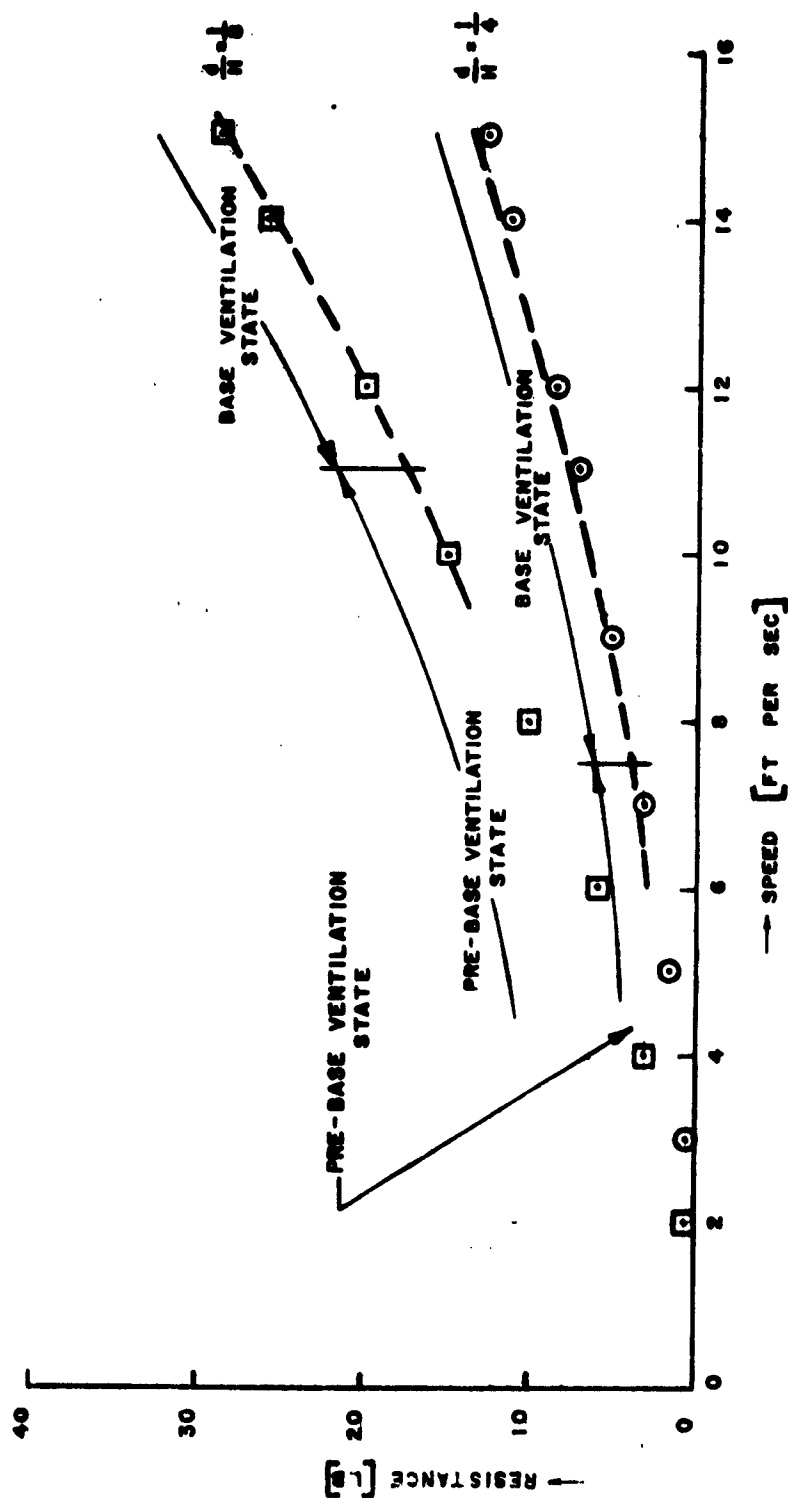 d/H = 1/8
d/H = 1/4
BASE VENTILATION
STATE
BASE VENTILATION
STATE
PRE-BASE VENTILATION
STATE
PRE-BASE VENTILATION
STATE
40
30
20
10
0
RESISTANCE [LB]
0
2
4
6
8
10
12
14
16
SPEED [FT PER SEC]